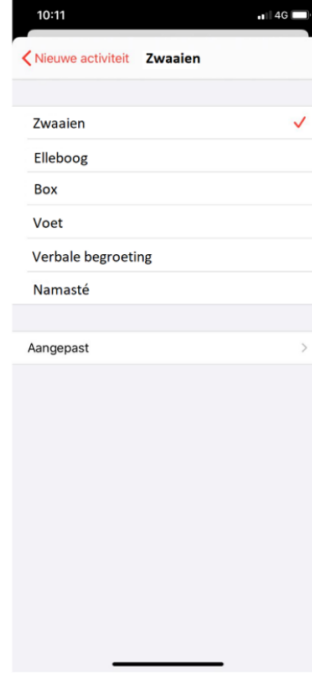 10:11 4G
Nieuwe activiteit Zwaaien
Zwaaien
Elleboog
Box
Voet
Verbale begroeting
Namasté
Aangepast